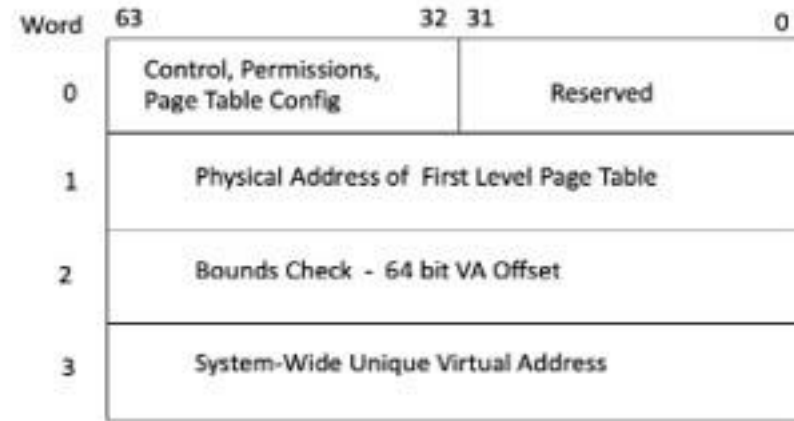 Word 63 32 31 0
0 Control, Permissions,
Page Table Config Reserved
1 Physical Address of First Level Page Table
2 Bounds Check - 64 bit VA Offset
3 System-Wide Unique Virtual Address